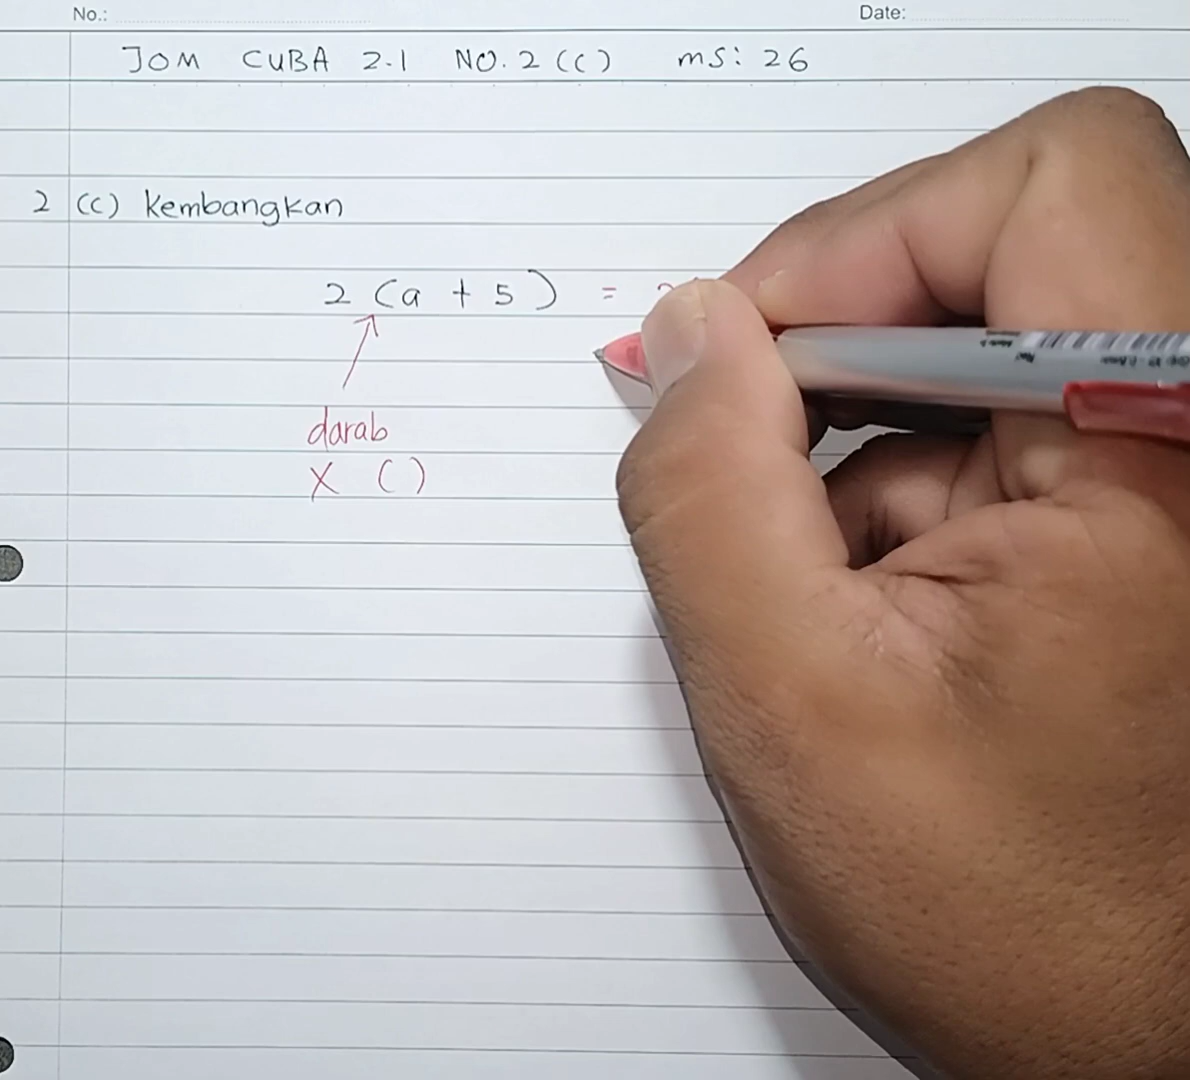 No.: Date:
JOM CUBA 2.1 NO. 2 (c) ms: 26
2 (c) Kembangkan
2 (a + 5) =
darab
x ( )